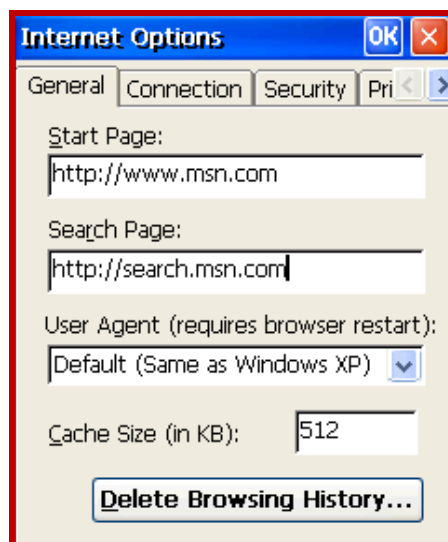 Internet Options OK
General Connection Security Pri
Start Page:
http://www.msn.com
Search Page:
http://search.msn.com
User Agent (requires browser restart):
Default (Same as Windows XP)
Cache Size (in KB): 512
Delete Browsing History...